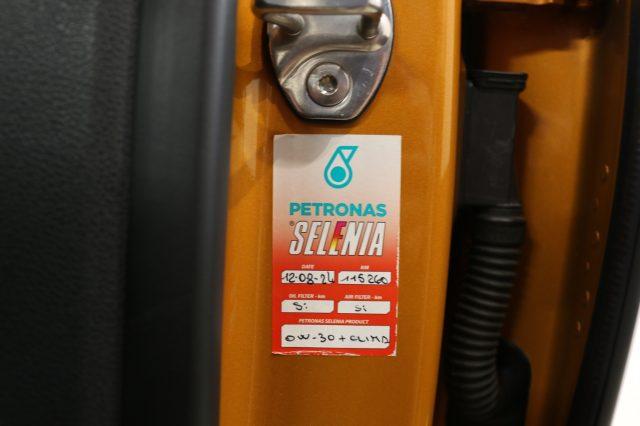 PETRONAS
® SELENIA
DATE KM
12-08-24 115260
OIL FILTER - km AIR FILTER - km
Si si
PETRONAS SELENIA PRODUCT
0W-30 + CLIMA